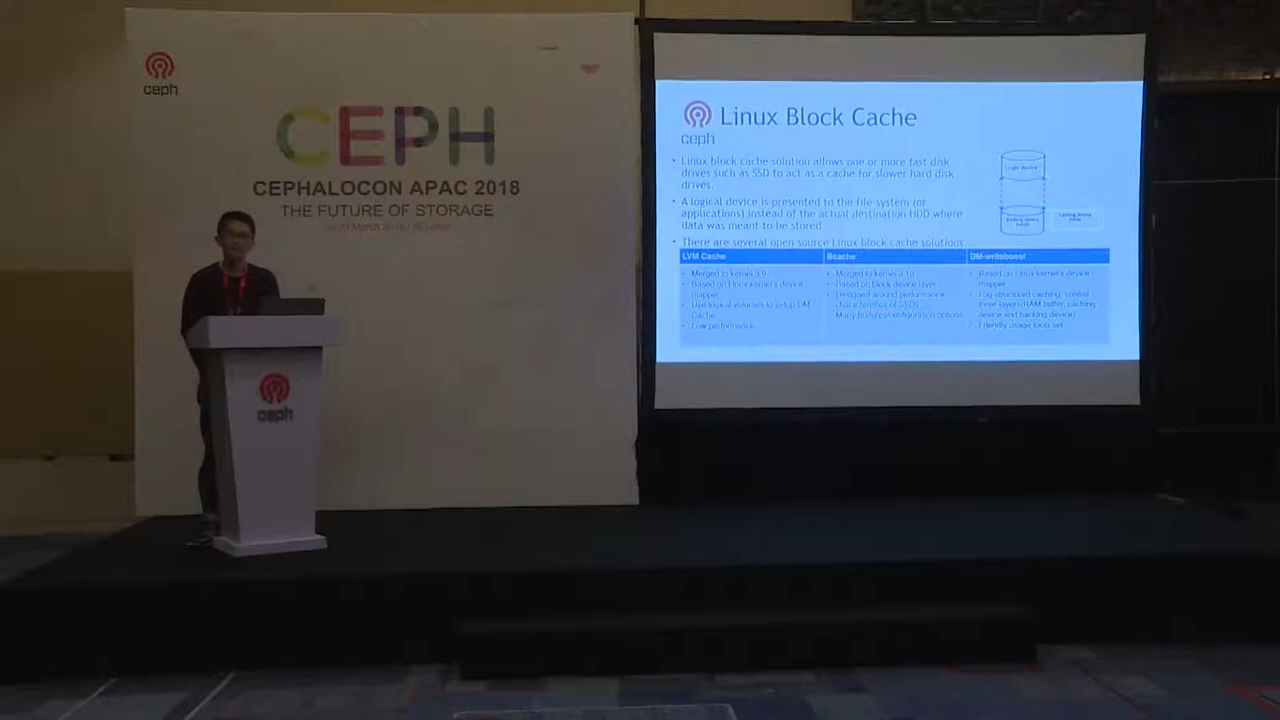 ceph
CEPH
CEPHALOCON APAC 2018
THE FUTURE OF STORAGE
ceph
ceph
Linux Block Cache
• Linux block cache solution allows one or more fast disk
drives such as SSD to act as a cache for slower hard disk
drives.
• A logical device is presented to the file-system (or
applications) instead of the actual destination HDD where
data was meant to be stored
• There are several open source Linux block cache solutions.
LVM Cache
• Merged to kernel 3.9
• Based on Linux kernel's device
mapper
• Use logical volumes to setup DM
Cache
• Low performance
Bcache
• Merged to kernel 3.10
• Based on block device layer
• Designed around performance
characteristics of SSDs
• Many features/configuration options
DM-writeboost
• Based on Linux kernel's device
mapper
• Log-structured caching, control
three layers(RAM buffer, caching
device and backing device)
• Friendly usage tools set